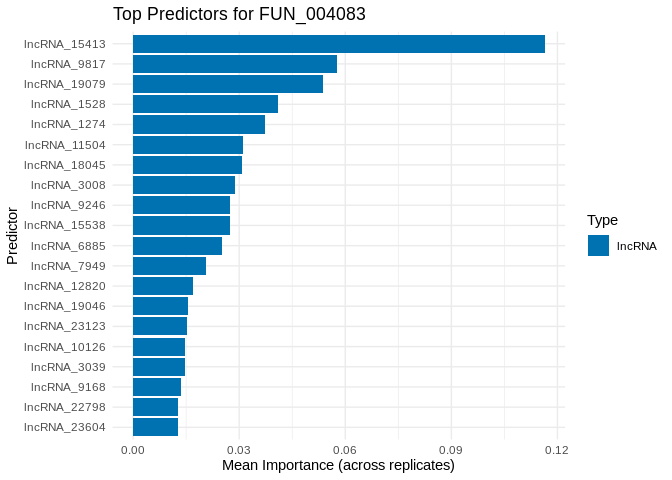 Top Predictors for FUN_004083
Predictor
lncRNA_15413
lncRNA_9817
lncRNA_19079
lncRNA_1528
lncRNA_1274
lncRNA_11504
lncRNA_18045
lncRNA_3008
lncRNA_9246
lncRNA_15538
lncRNA_6885
lncRNA_7949
lncRNA_12820
lncRNA_19046
lncRNA_23123
lncRNA_10126
lncRNA_3039
lncRNA_9168
lncRNA_22798
lncRNA_23604
0.00 0.03 0.06 0.09 0.12
Mean Importance (across replicates)
Type
lncRNA